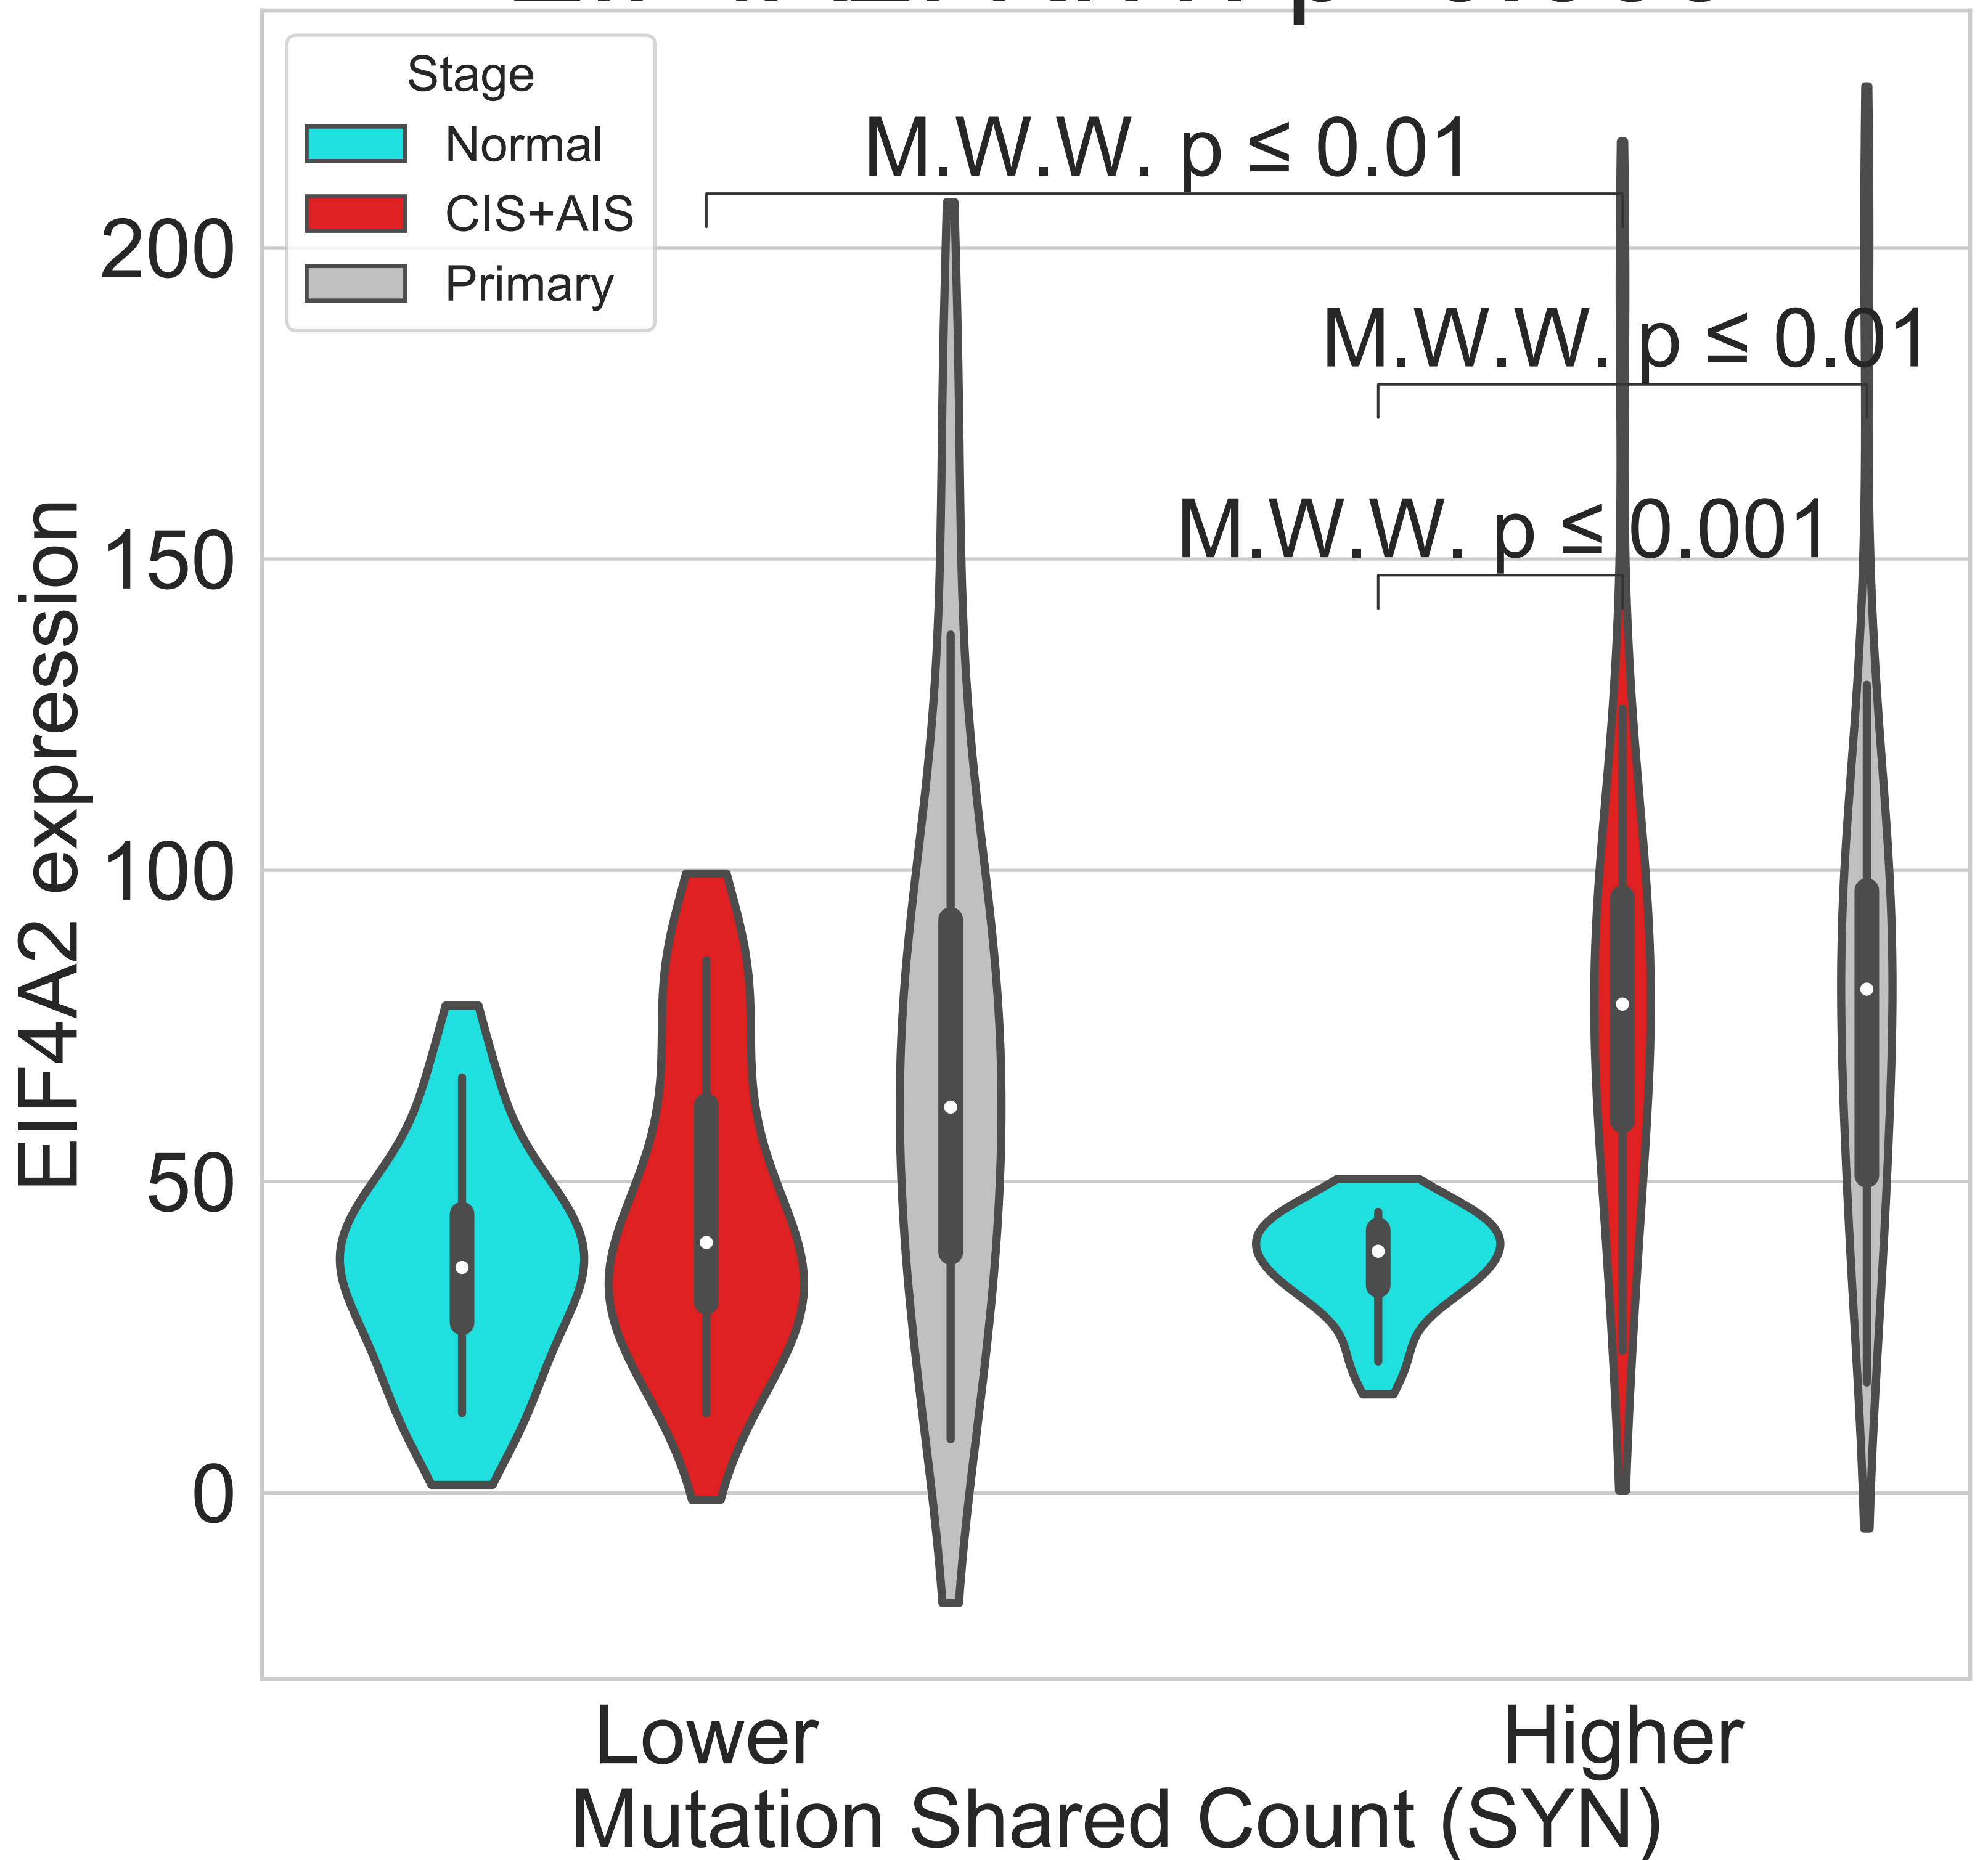 Stage
Normal
CIS+AIS
Primary
M.W.W. p ≤ 0.01
M.W.W. p ≤ 0.01
M.W.W. p ≤ 0.001
200
150
100
50
0
EIF4A2 expression
Lower
Higher
Mutation Shared Count (SYN)